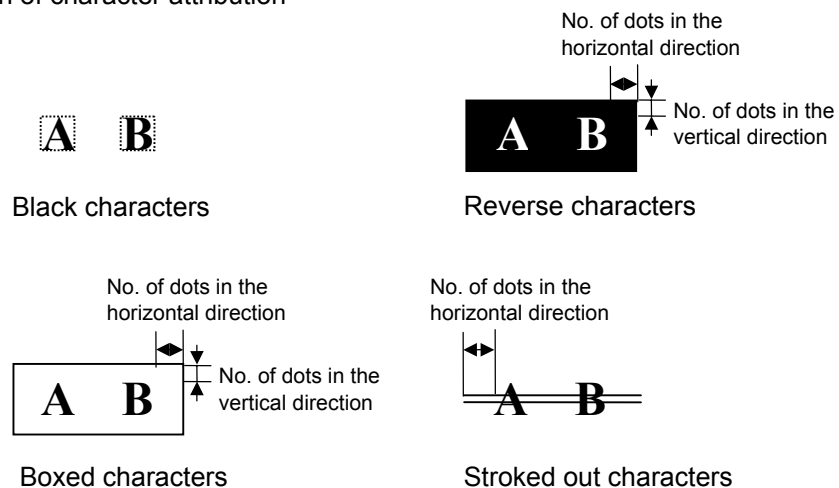 of character attribution
No. of dots in the
horizontal direction
No. of dots in the
vertical direction
A B
A B
Black characters
Reverse characters
No. of dots in the
horizontal direction
No. of dots in the
horizontal direction
No. of dots in the
vertical direction
A B
A B
Boxed characters
Stroked out characters